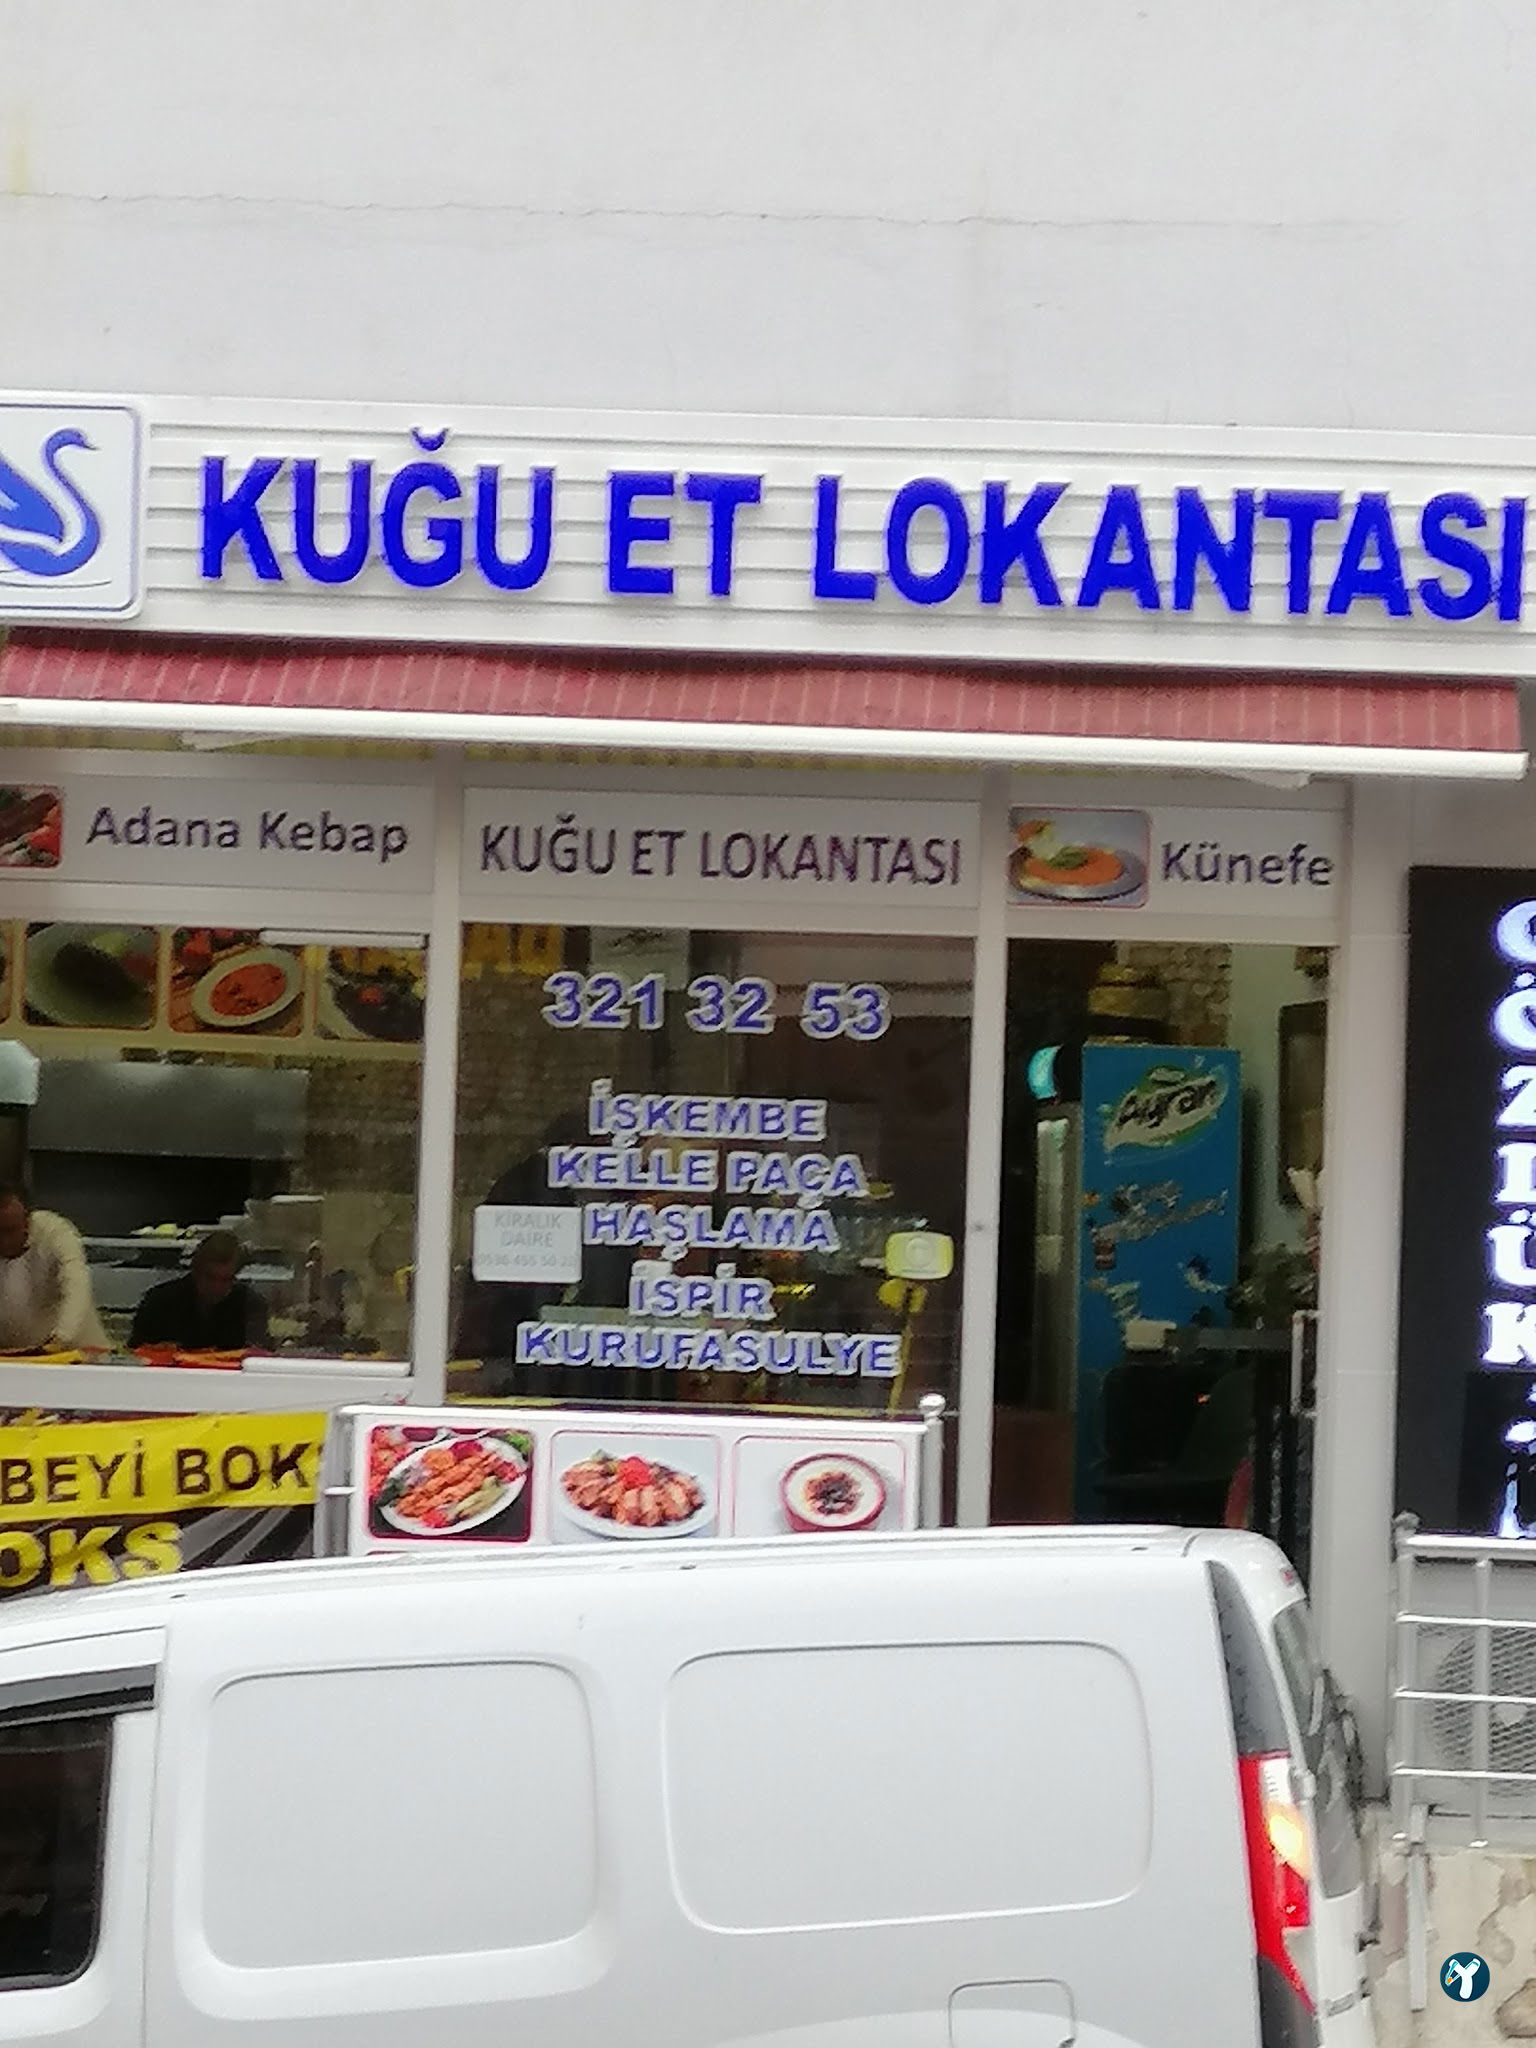 KUĞU ET LOKANTASI
Adana Kebap
KUĞU ET LOKANTASI
Künefe
321 32 53
İŞKEMBE
KELLE PAÇA
HAŞLAMA
İSPİR
KURUFASULYE
KİRALIK
DAİRE
Ayran
BEYİ BOKS
OKS